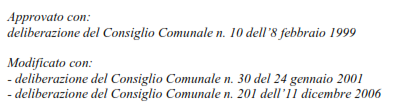 Approvato con:
deliberazione del Consiglio Comunale n. 10 dell’8 febbraio 1999
Modificato con:
- deliberazione del Consiglio Comunale n. 30 del 24 gennaio 2001
- deliberazione del Consiglio Comunale n. 201 dell’11 dicembre 2006